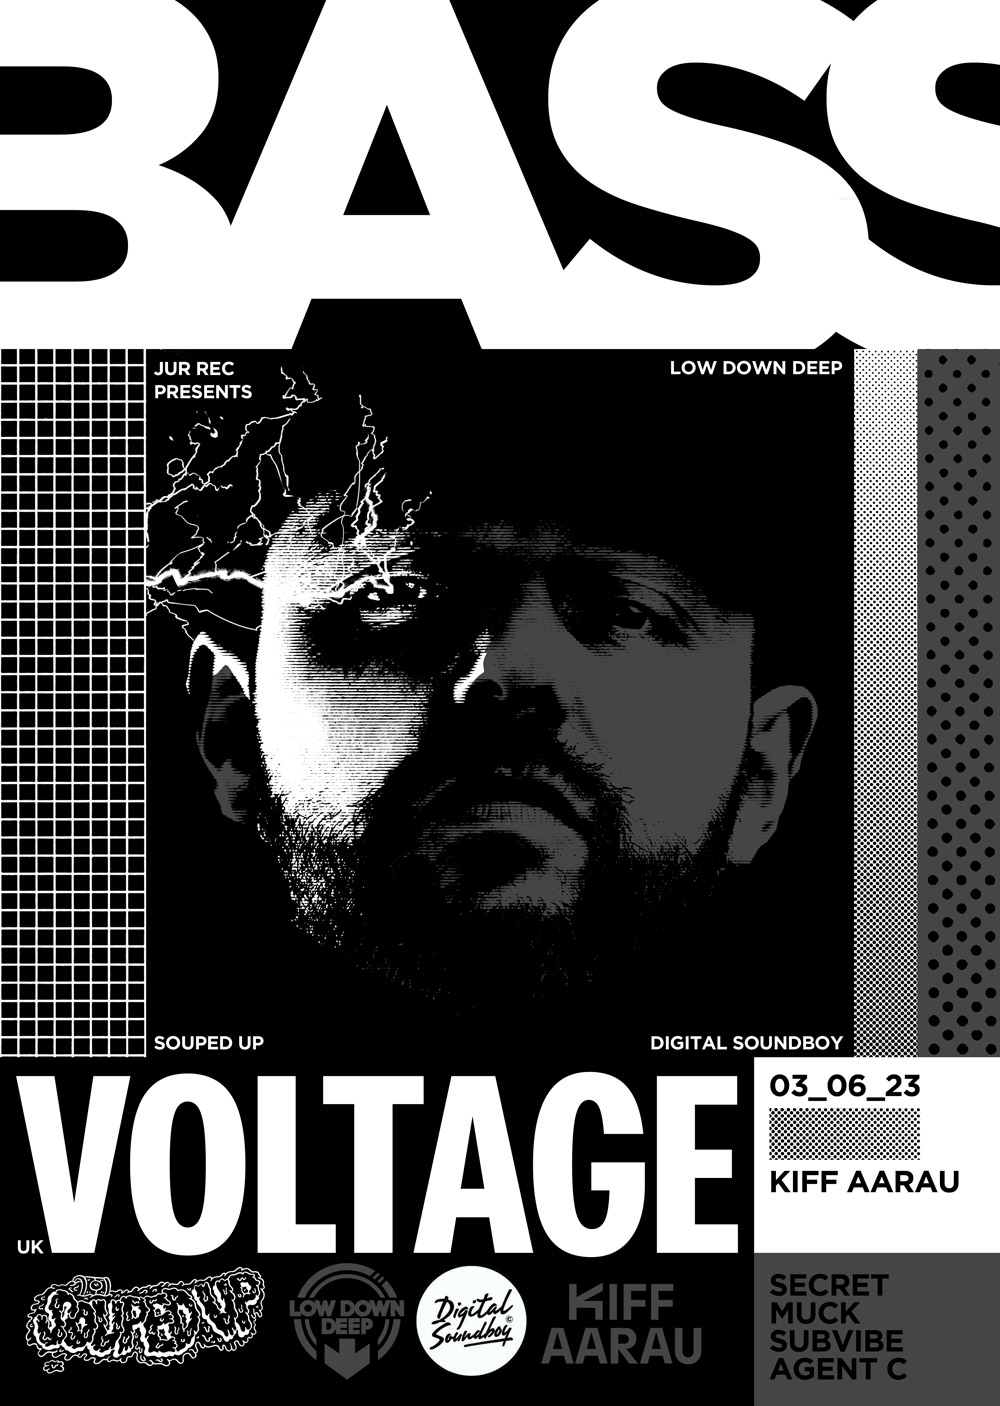 BASS
JUR REC
PRESENTS
LOW DOWN DEEP
SOUPED UP
DIGITAL SOUNDBOY
UK
VOLTAGE
03_06_23
KIFF AARAU
SOUPED UP
LOW DOWN
DEEP
Digital
Soundboy©
KIFF
AARAU
SECRET
MUCK
SUBVIBE
AGENT C